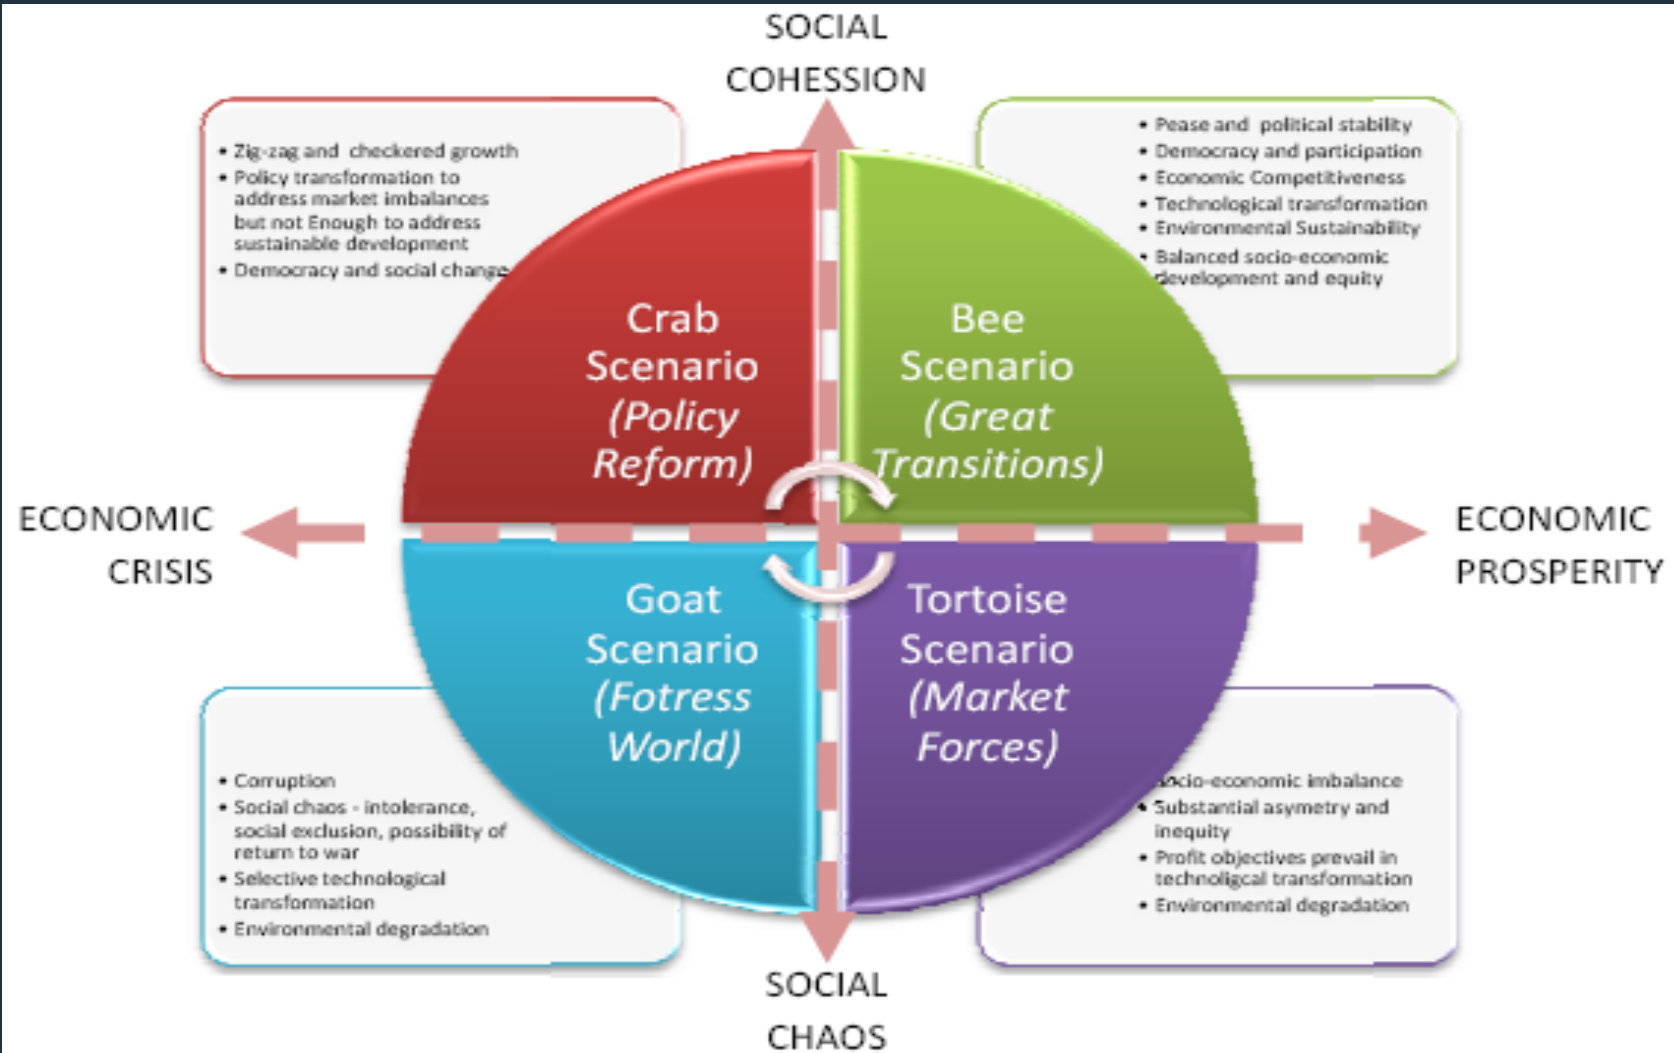 SOCIAL
COHESSION
• Zig-zag and checkered growth
• Policy transformation to
address market imbalances
but not Enough to address
sustainable development
• Democracy and social change
• Pease and political stability
• Democracy and participation
• Economic Competitiveness
• Technological transformation
• Environmental Sustainability
• Balanced socio-economic
development and equity
Crab
Scenario
(Policy
Reform)
Bee
Scenario
(Great
Transitions)
ECONOMIC
CRISIS
ECONOMIC
PROSPERITY
Goat
Scenario
(Fotress
World)
Tortoise
Scenario
(Market
Forces)
• Corruption
• Social chaos - intolerance,
social exclusion, possibility of
return to war
• Selective technological
transformation
• Environmental degradation
Socio-economic imbalance
• Substantial asymetry and
inequity
• Profit objectives prevail in
technoligcal transformation
• Environmental degradation
SOCIAL
CHAOS